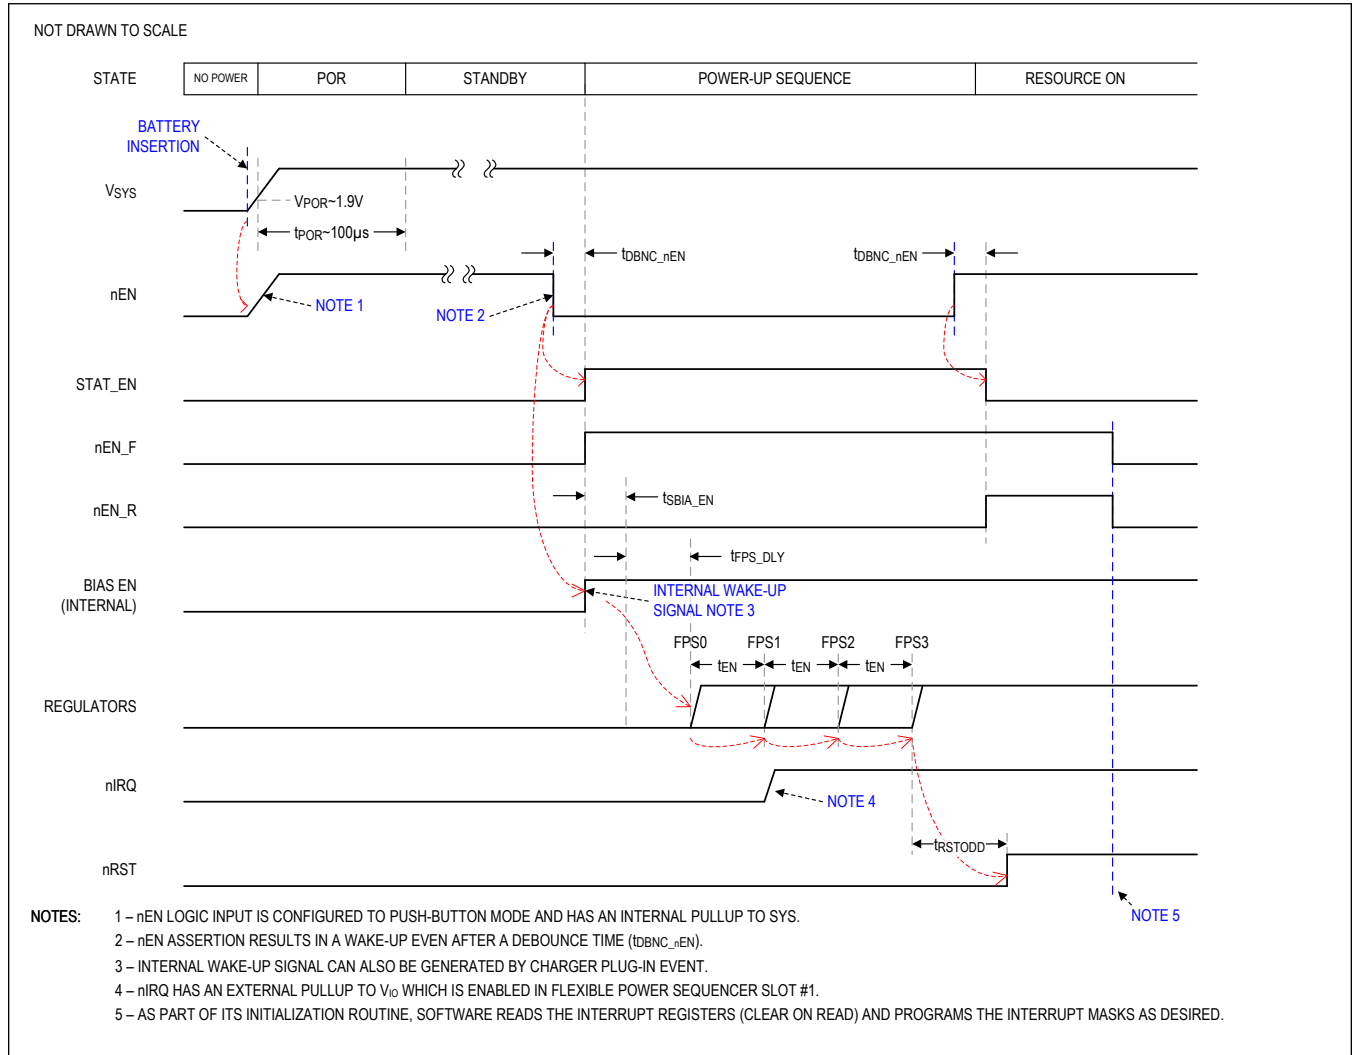 NOT DRAWN TO SCALE
STATE NO POWER POR STANDBY POWER-UP SEQUENCE RESOURCE ON
BATTERY
INSERTION
VSYS
VPOR~1.9V
tPOR~100µs
tDBNC_nEN tDBNC_nEN
nEN
NOTE 1 NOTE 2
STAT_EN
nEN_F
nEN_R
tSBIA_EN
tFPS_DLY
BIAS EN
(INTERNAL)
INTERNAL WAKE-UP
SIGNAL NOTE 3
FPS0 FPS1 FPS2 FPS3
tEN tEN tEN
REGULATORS
nIRQ
NOTE 4
tRSTODD
nRST
NOTE 5
NOTES: 1 – nEN LOGIC INPUT IS CONFIGURED TO PUSH-BUTTON MODE AND HAS AN INTERNAL PULLUP TO SYS.
2 – nEN ASSERTION RESULTS IN A WAKE-UP EVEN AFTER A DEBOUNCE TIME (tDBNC_nEN).
3 – INTERNAL WAKE-UP SIGNAL CAN ALSO BE GENERATED BY CHARGER PLUG-IN EVENT.
4 – nIRQ HAS AN EXTERNAL PULLUP TO VIO WHICH IS ENABLED IN FLEXIBLE POWER SEQUENCER SLOT #1.
5 – AS PART OF ITS INITIALIZATION ROUTINE, SOFTWARE READS THE INTERRUPT REGISTERS (CLEAR ON READ) AND PROGRAMS THE INTERRUPT MASKS AS DESIRED.